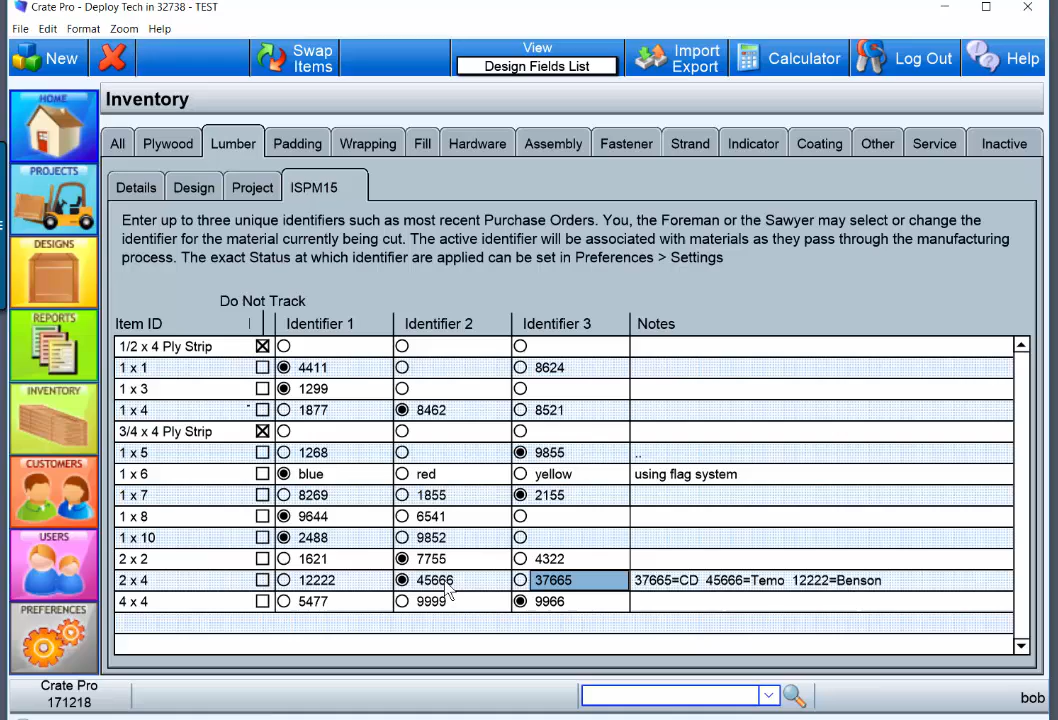 Crate Pro - Deploy Tech in 32738 - TEST
File Edit Format Zoom Help
New
Swap Items
View
Design Fields List
Import Export
Calculator
Log Out
Help
HOME
PROJECTS
DESIGNS
REPORTS
INVENTORY
CUSTOMERS
USERS
PREFERENCES
Inventory
All Plywood Lumber Padding Wrapping Fill Hardware Assembly Fastener Strand Indicator Coating Other Service Inactive
Details Design Project ISPM15
Enter up to three unique identifiers such as most recent Purchase Orders. You, the Foreman or the Sawyer may select or change the
identifier for the material currently being cut. The active identifier will be associated with materials as they pass through the manufacturing
process. The exact Status at which identifier are applied can be set in Preferences > Settings
Do Not Track
Item ID Identifier 1 Identifier 2 Identifier 3 Notes
1/2 x 4 Ply Strip
1 x 1 4411 8624
1 x 3 1299
1 x 4 1877 8462 8521
3/4 x 4 Ply Strip
1 x 5 1268 9855 ..
1 x 6 blue red yellow using flag system
1 x 7 8269 1855 2155
1 x 8 9644 6541
1 x 10 2488 9852
2 x 2 1621 7755 4322
2 x 4 12222 45666 37665 37665=CD 45666=Temo 12222=Benson
4 x 4 5477 9999 9966
Crate Pro
171218
bob